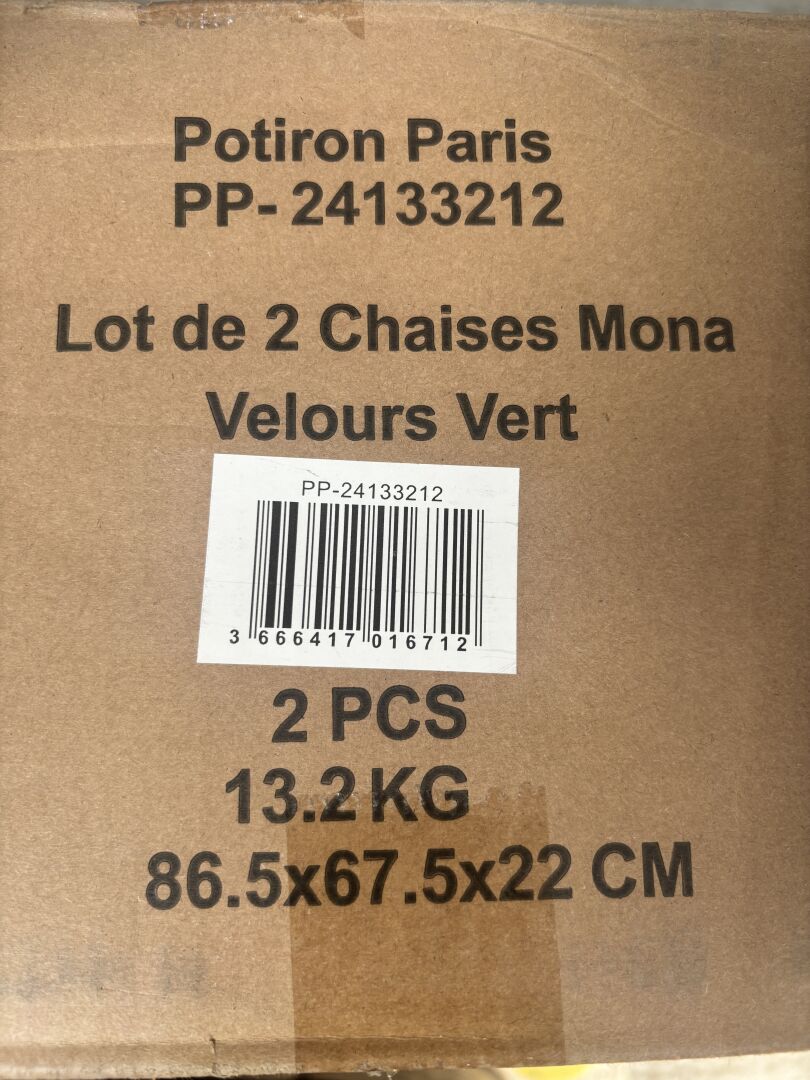 Potiron Paris
PP- 24133212
Lot de 2 Chaises Mona
Velours Vert
PP-24133212
3 666417 016712
2 PCS
13.2 KG
86.5x67.5x22 CM